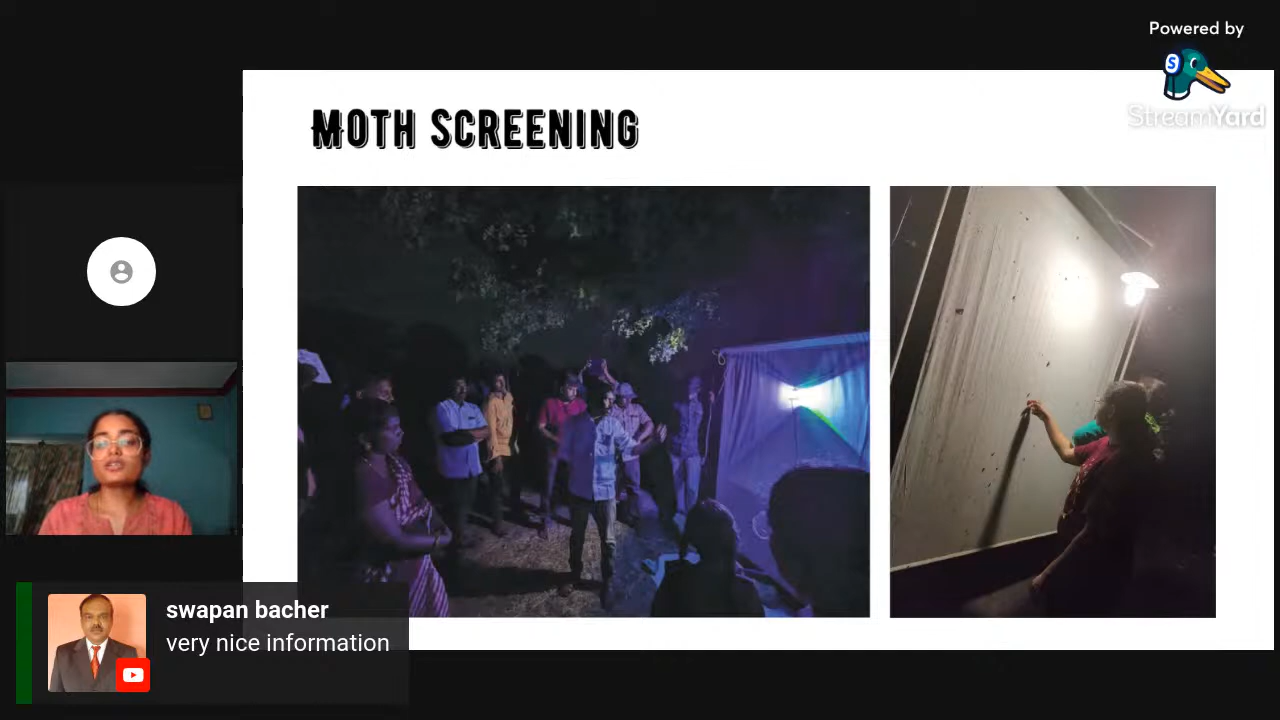 Powered by
S
StreamYard
MOTH SCREENING
swapan bacher
very nice information